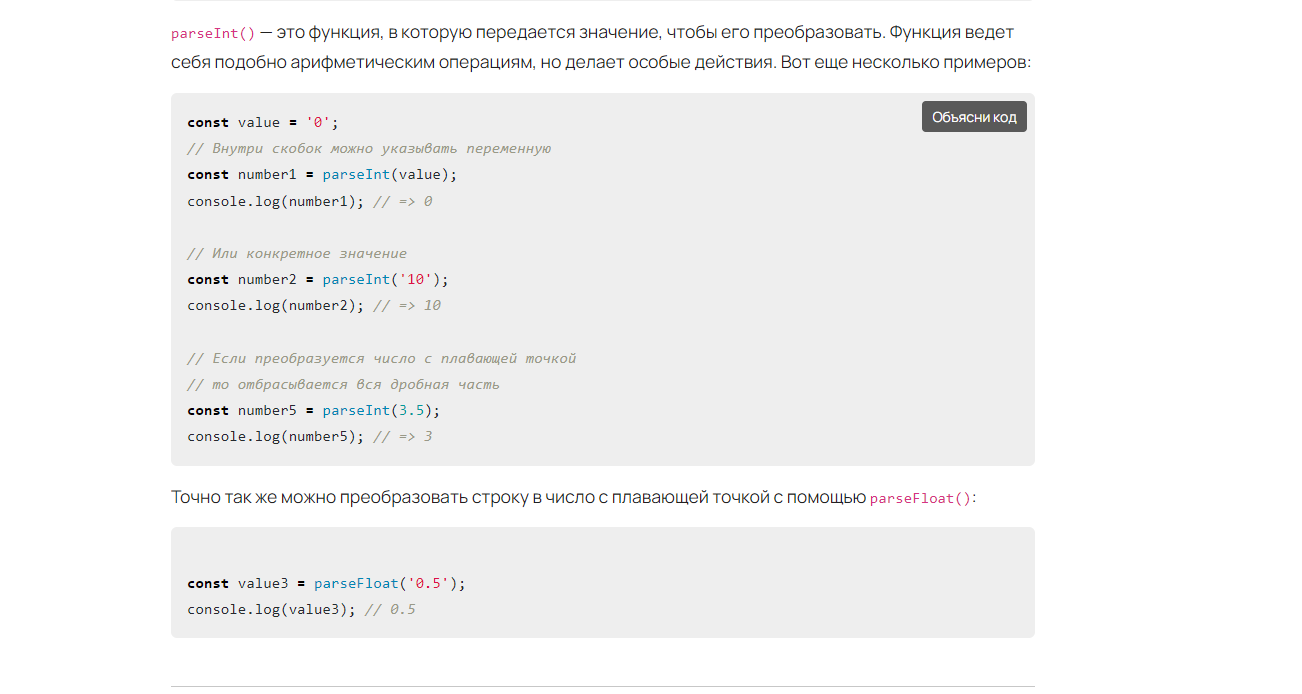 parseInt() — это функция, в которую передается значение, чтобы его преобразовать. Функция ведет
себя подобно арифметическим операциям, но делает особые действия. Вот еще несколько примеров:
Объясни код
const value = '0';
// Внутри скобок можно указывать переменную
const number1 = parseInt(value);
console.log(number1); // => 0
// Или конкретное значение
const number2 = parseInt('10');
console.log(number2); // => 10
// Если преобразуется число с плавающей точкой
// то отбрасывается вся дробная часть
const number5 = parseInt(3.5);
console.log(number5); // => 3
Точно так же можно преобразовать строку в число с плавающей точкой с помощью parseFloat():
const value3 = parseFloat('0.5');
console.log(value3); // 0.5